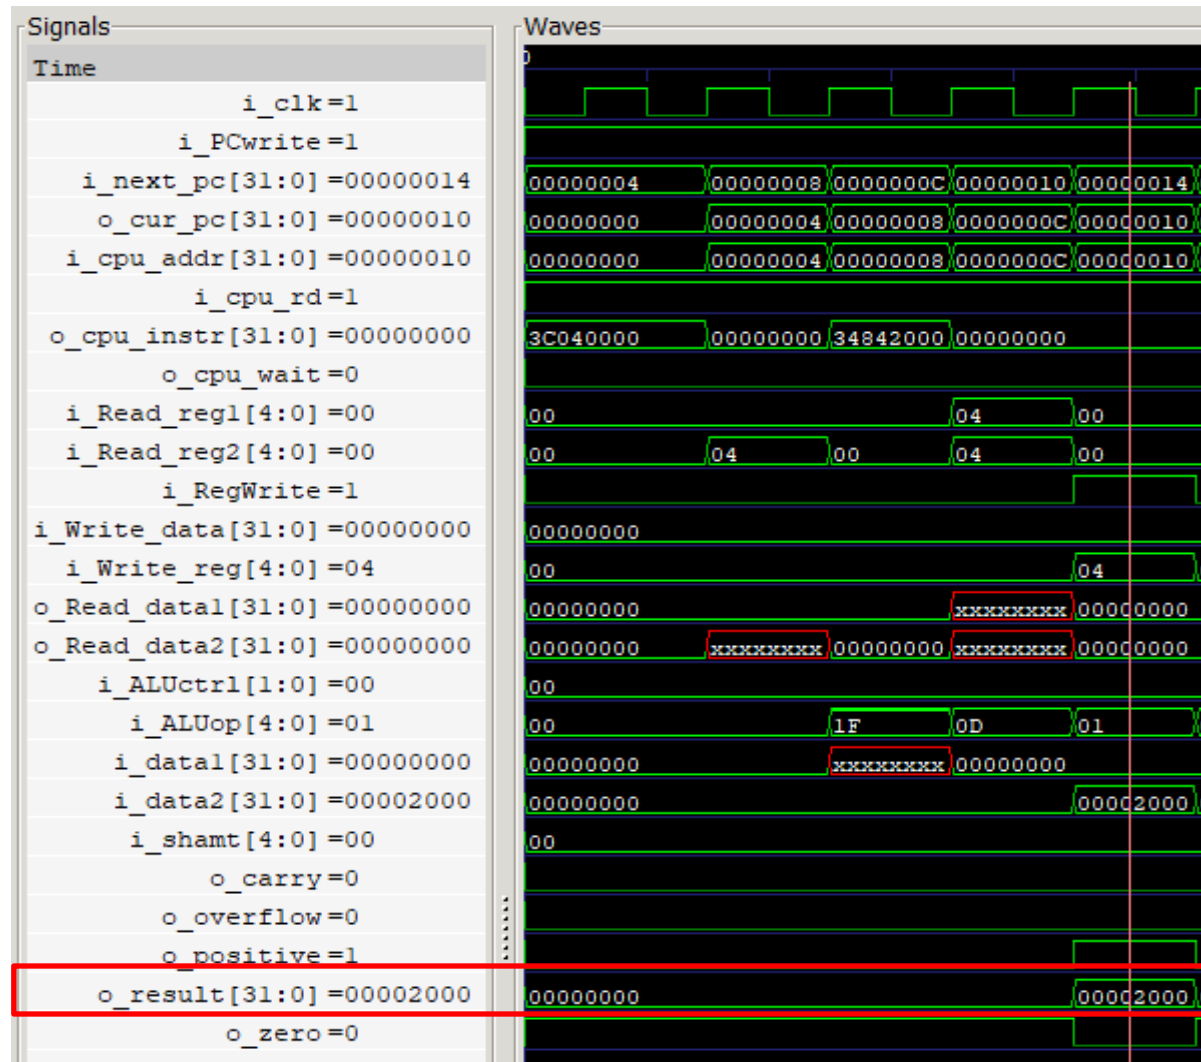 Signals Waves
Time 0
i_clk=1
i_PCwrite=1
i_next_pc[31:0]=00000014 00000004 00000008 0000000C 00000010 00000014
o_cur_pc[31:0]=00000010 00000000 00000004 00000008 0000000C 00000010
i_cpu_addr[31:0]=00000010 00000000 00000004 00000008 0000000C 00000010
i_cpu_rd=1
o_cpu_instr[31:0]=00000000 3C040000 00000000 34842000 00000000
o_cpu_wait=0
i_Read_reg1[4:0]=00 00 04 00
i_Read_reg2[4:0]=00 00 04 00 04 00
i_RegWrite=1
i_Write_data[31:0]=00000000 00000000
i_Write_reg[4:0]=04 00 04
o_Read_data1[31:0]=00000000 00000000 xxxxxxxx 00000000
o_Read_data2[31:0]=00000000 00000000 xxxxxxxx 00000000 xxxxxxxx 00000000
i_ALUctrl[1:0]=00 00
i_ALUop[4:0]=01 00 1F 0D 01
i_data1[31:0]=00000000 00000000 xxxxxxxx 00000000
i_data2[31:0]=00002000 00000000 00002000
i_shamt[4:0]=00 00
o_carry=0
o_overflow=0
o_positive=1
o_result[31:0]=00002000 00000000 00002000
o_zero=0